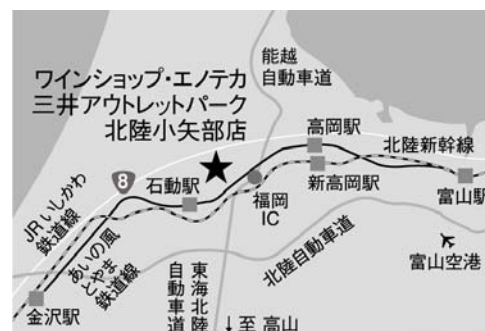 能越
自動車道
ワインショップ・エノテカ
三井アウトレットパーク
北陸小矢部店
高岡駅
北陸新幹線
8
石動駅
福岡
IC
新高岡駅
富山駅
JRいしかわ
鉄道線
あいの風
とやま
鉄道線
北陸自動車道
富山空港
金沢駅
東海北陸
自動車道
↓至 高山